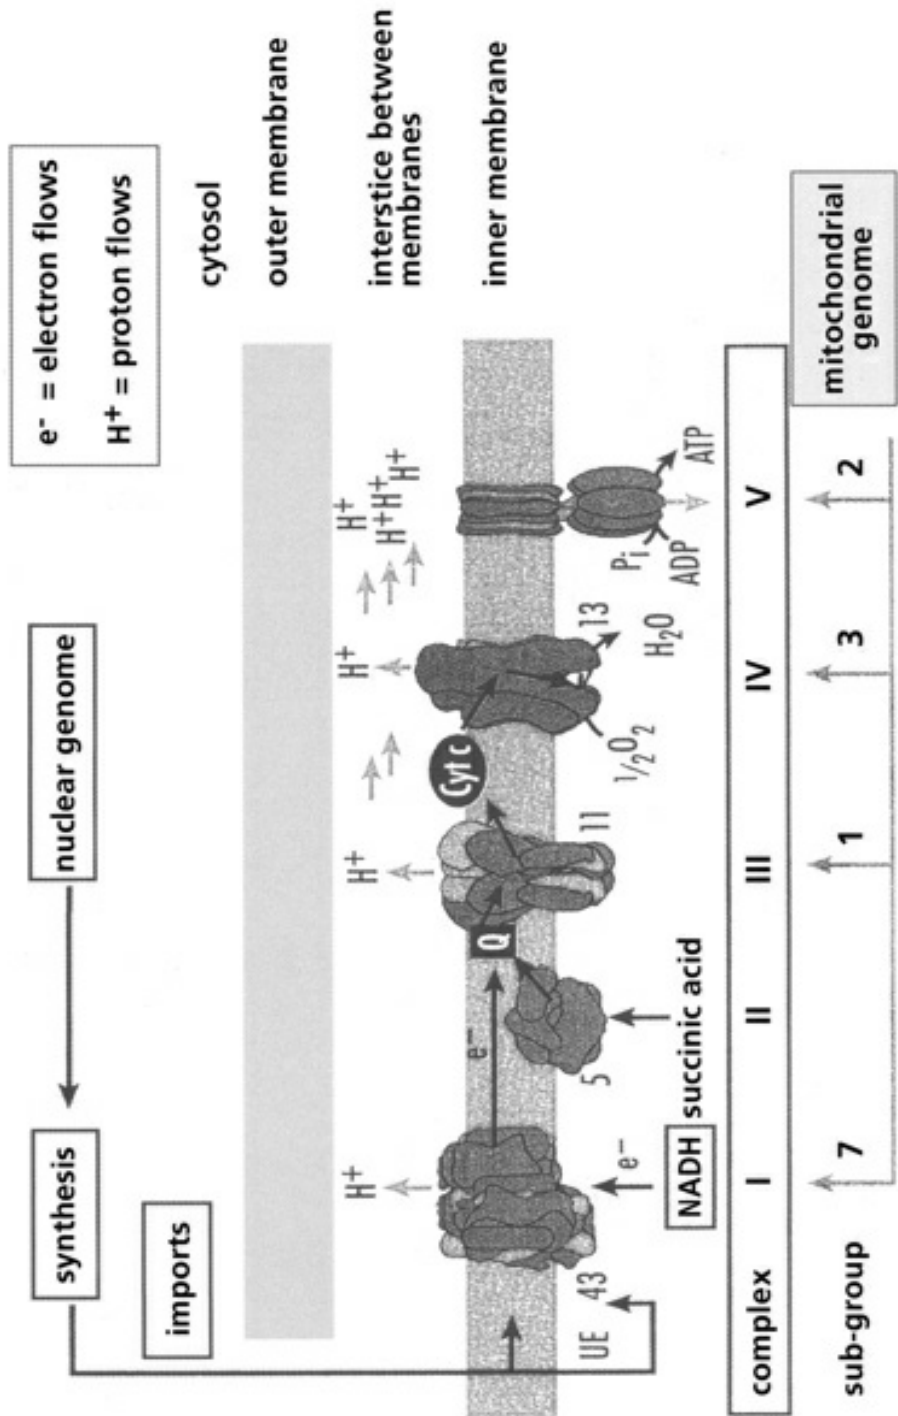 e- = electron flows
H+ = proton flows
nuclear genome
synthesis
imports
cytosol
outer membrane
interstice between
membranes
inner membrane
H+
H+
H+
H+
H+
H+
H+
H+
e-
Q
Cyt c
UE
43
5
11
13
e-
NADH
succinic acid
1/2O2
H2O
Pi
ADP
ATP
complex
I
II
III
IV
V
sub-group
7
1
3
2
mitochondrial
genome